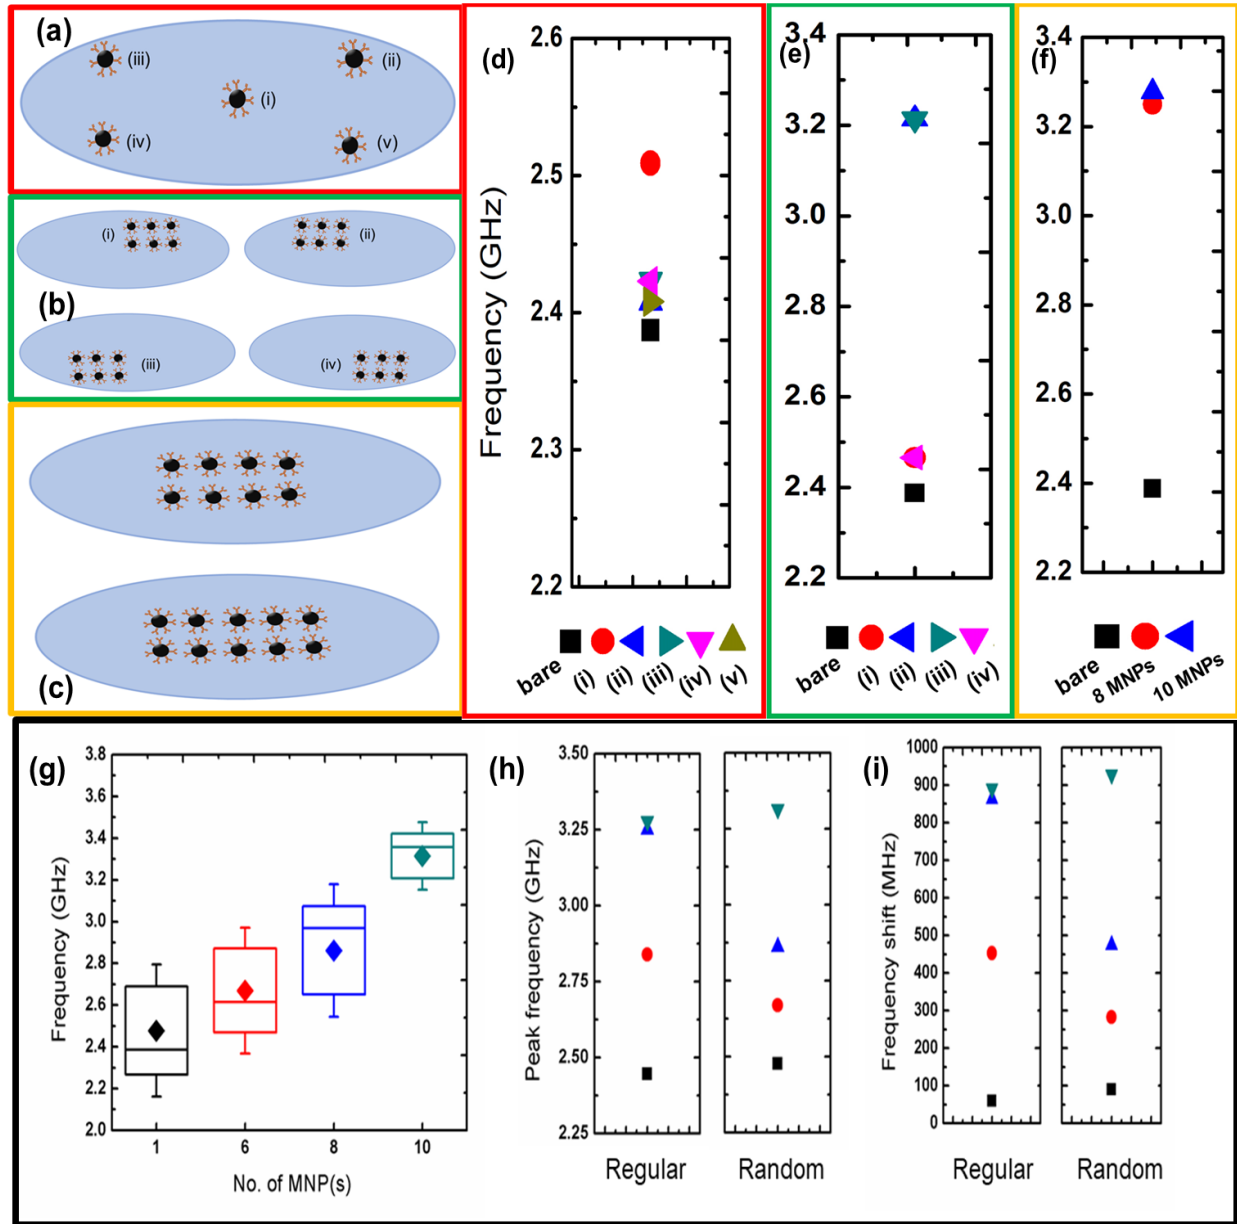 (a)
(iii)
(ii)
(i)
(iv)
(v)
(i)
(ii)
(b)
(iii)
(iv)
(c)
(d)
Frequency (GHz)
2.6
2.5
2.4
2.3
2.2
bare
(i)
(ii)
(iii)
(iv)
(v)
(e)
3.4
3.2
3.0
2.8
2.6
2.4
2.2
bare
(i)
(ii)
(iii)
(iv)
(f)
3.4
3.2
3.0
2.8
2.6
2.4
2.2
bare
8 MNPs
10 MNPs
(g)
Frequency (GHz)
3.8
3.6
3.4
3.2
3.0
2.8
2.6
2.4
2.2
2.0
1 6 8 10
No. of MNP(s)
(h)
Peak frequency (GHz)
3.50
3.25
3.00
2.75
2.50
2.25
Regular Random
(i)
Frequency shift (MHz)
1000
900
800
700
600
500
400
300
200
100
0
Regular Random